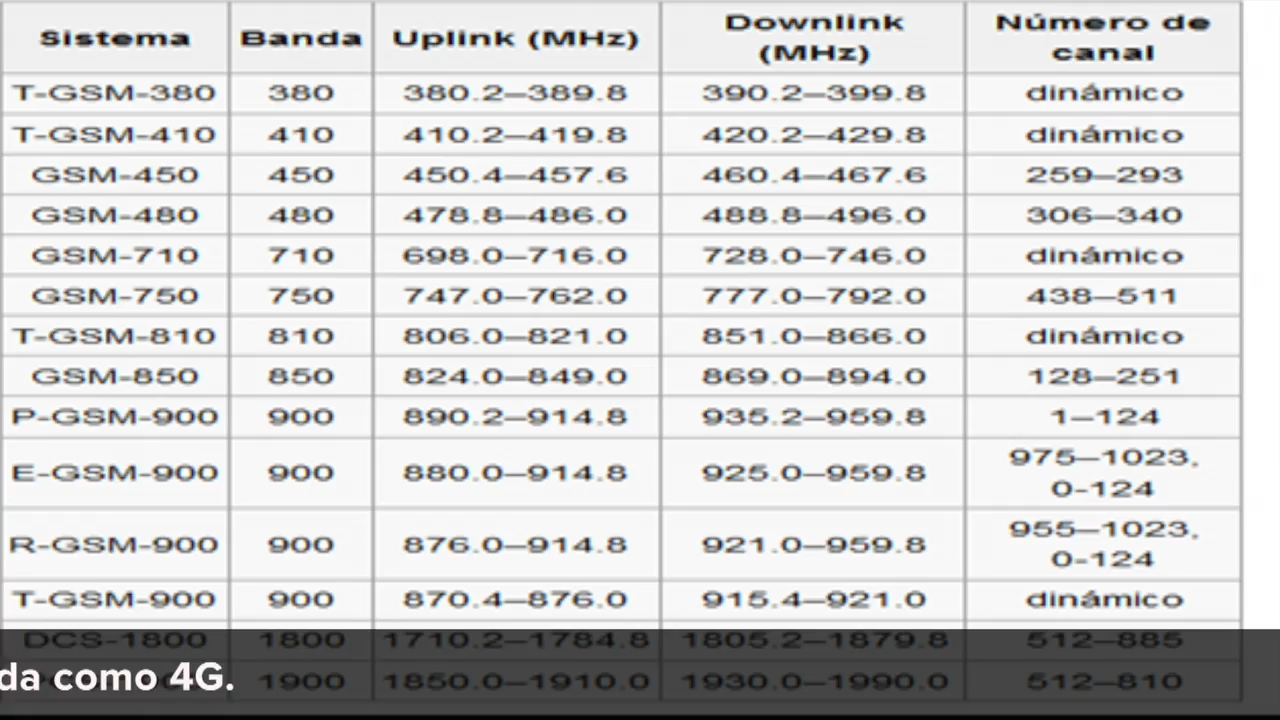 Sistema Banda Uplink (MHz) Downlink (MHz) Número de canal
T-GSM-380 380 380.2–389.8 390.2–399.8 dinámico
T-GSM-410 410 410.2–419.8 420.2–429.8 dinámico
GSM-450 450 450.4–457.6 460.4–467.6 259–293
GSM-480 480 478.8–486.0 488.8–496.0 306–340
GSM-710 710 698.0–716.0 728.0–746.0 dinámico
GSM-750 750 747.0–762.0 777.0–792.0 438–511
T-GSM-810 810 806.0–821.0 851.0–866.0 dinámico
GSM-850 850 824.0–849.0 869.0–894.0 128–251
P-GSM-900 900 890.2–914.8 935.2–959.8 1–124
E-GSM-900 900 880.0–914.8 925.0–959.8 975–1023, 0-124
R-GSM-900 900 876.0–914.8 921.0–959.8 955–1023, 0-124
T-GSM-900 900 870.4–876.0 915.4–921.0 dinámico
DCS-1800 1800 1710.2–1784.8 1805.2–1879.8 512–885
1900 1850.0–1910.0 1930.0–1990.0 512–810
da como 4G.